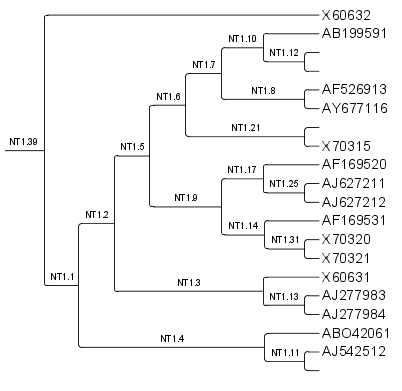 X60632
AB199591
NT1.10
NT1.12
NT1.7
AF526913
NT1.8
AY677116
NT1.6
NT1.21
NT1.39
NT1.5
X70315
AF169520
NT1.17
AJ627211
NT1.25
AJ627212
NT1.9
NT1.2
AF169531
NT1.14
X70320
NT1.31
X70321
NT1.1
X60631
NT1.3
AJ277983
NT1.13
AJ277984
ABO42061
NT1.4
AJ542512
NT1.11